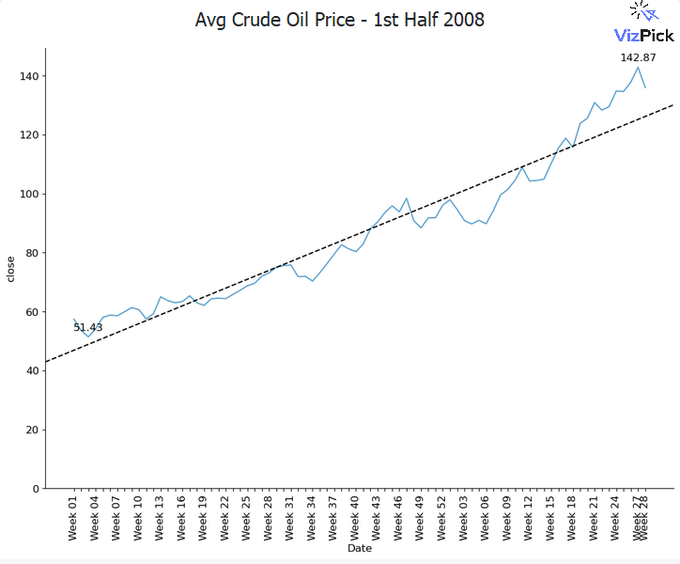 Avg Crude Oil Price - 1st Half 2008
VizPick
142.87
140
120
100
80
60
40
20
0
51.43
close
Week 01
Week 04
Week 07
Week 10
Week 13
Week 16
Week 19
Week 22
Week 25
Week 28
Week 31
Week 34
Week 37
Week 40
Week 43
Week 46
Week 49
Week 52
Week 03
Week 06
Week 09
Week 12
Week 15
Week 18
Week 21
Week 24
Week 27
Week 28
Date